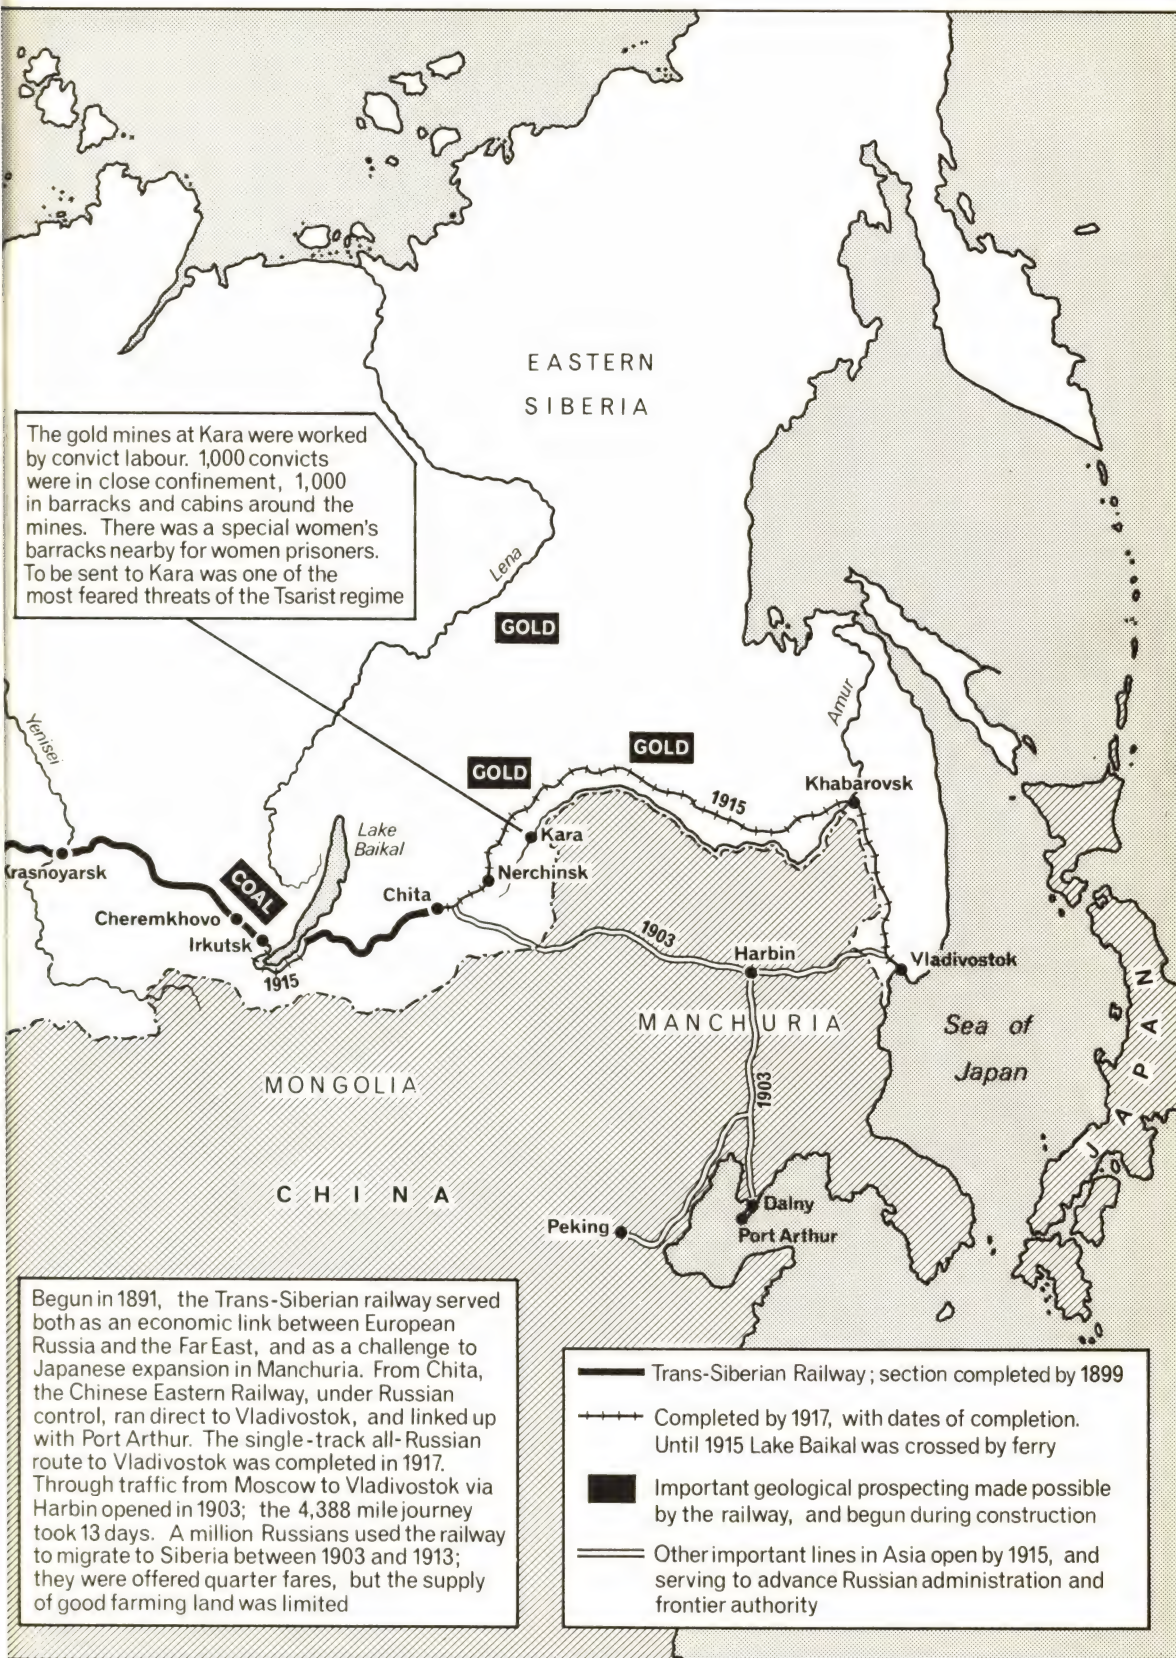 EASTERN
SIBERIA
The gold mines at Kara were worked
by convict labour. 1,000 convicts
were in close confinement, 1,000
in barracks and cabins around the
mines. There was a special women's
barracks nearby for women prisoners.
To be sent to Kara was one of the
most feared threats of the Tsarist regime
Lena
GOLD
Yenisei
Amur
GOLD
GOLD
1915
Khabarovsk
Lake
Baikal
Kara
Krasnoyarsk
COAL
Nerchinsk
Chita
Cheremkhovo
Irkutsk
1903
Harbin
Vladivostok
1915
MANCHURIA
Sea of
Japan
JAPAN
MONGOLIA
1903
CHINA
Dalny
Peking
Port Arthur
Begun in 1891, the Trans-Siberian railway served
both as an economic link between European
Russia and the Far East, and as a challenge to
Japanese expansion in Manchuria. From Chita,
the Chinese Eastern Railway, under Russian
control, ran direct to Vladivostok, and linked up
with Port Arthur. The single-track all-Russian
route to Vladivostok was completed in 1917.
Through traffic from Moscow to Vladivostok via
Harbin opened in 1903; the 4,388 mile journey
took 13 days. A million Russians used the railway
to migrate to Siberia between 1903 and 1913;
they were offered quarter fares, but the supply
of good farming land was limited
Trans-Siberian Railway; section completed by 1899
Completed by 1917, with dates of completion.
Until 1915 Lake Baikal was crossed by ferry
Important geological prospecting made possible
by the railway, and begun during construction
Other important lines in Asia open by 1915, and
serving to advance Russian administration and
frontier authority